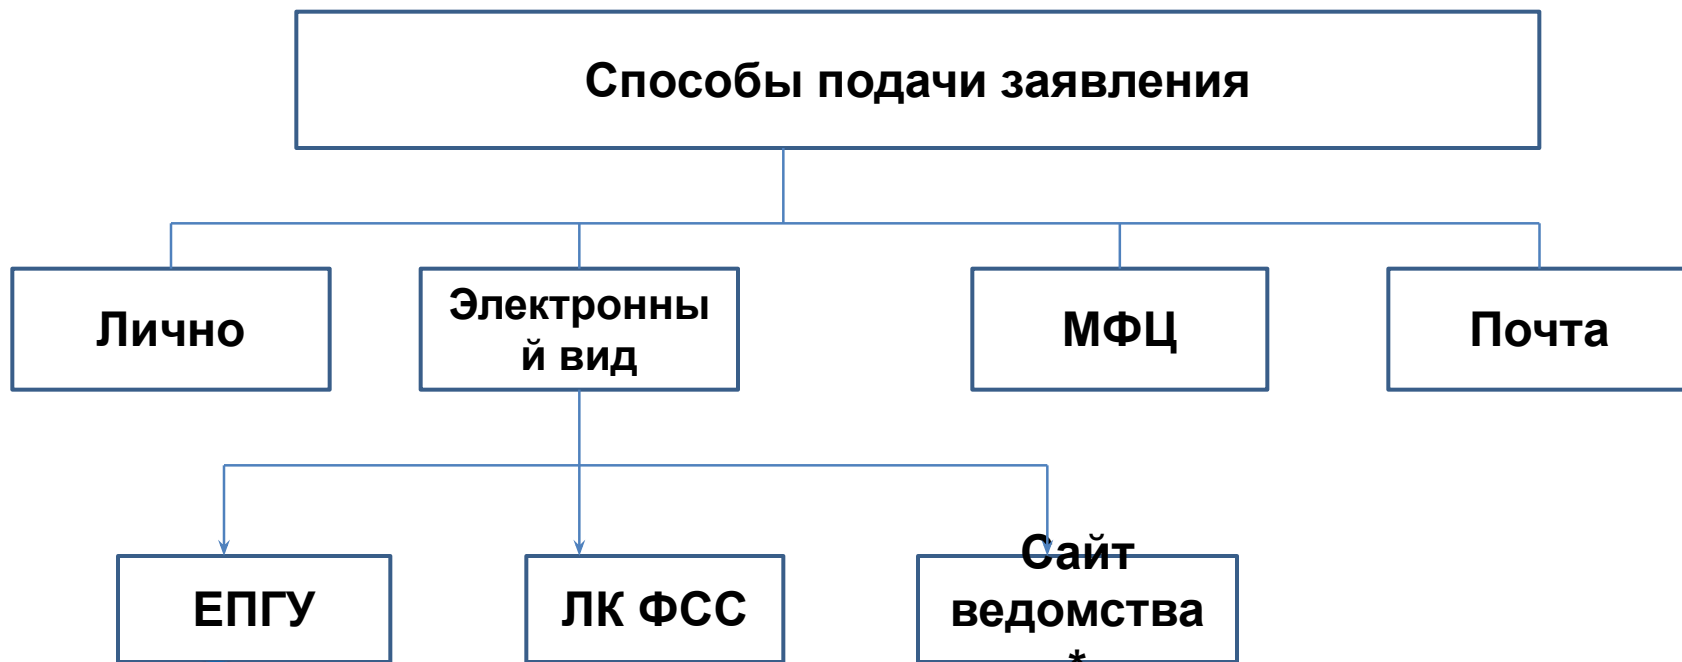 Способы подачи заявления
Лично
Электронны
й вид
МФЦ
Почта
ЕПГУ
ЛК ФСС
Сайт
ведомства
*